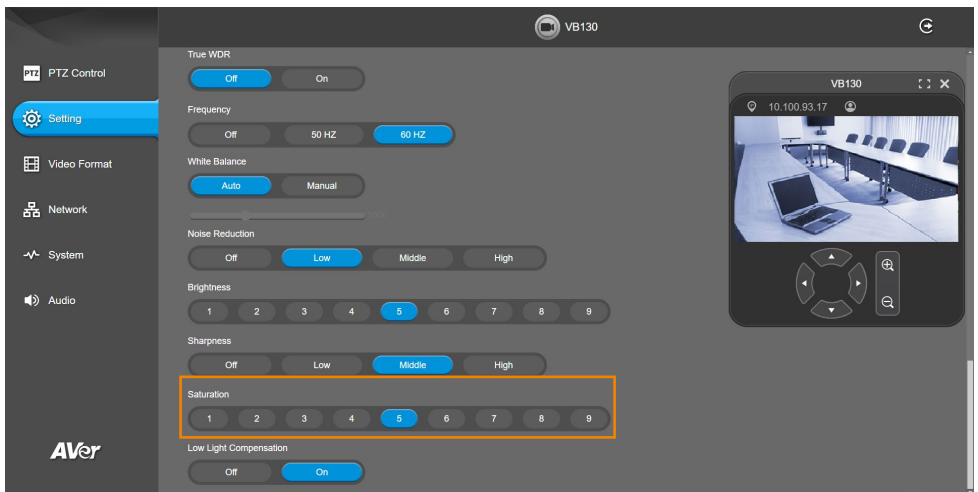 VB130
PTZ PTZ Control
Setting
Video Format
Network
System
Audio
AVer
True WDR
Off On
Frequency
Off 50 HZ 60 HZ
White Balance
Auto Manual
Noise Reduction
Off Low Middle High
Brightness
1 2 3 4 5 6 7 8 9
Sharpness
Off Low Middle High
Saturation
1 2 3 4 5 6 7 8 9
Low Light Compensation
Off On
VB130
10.100.93.17